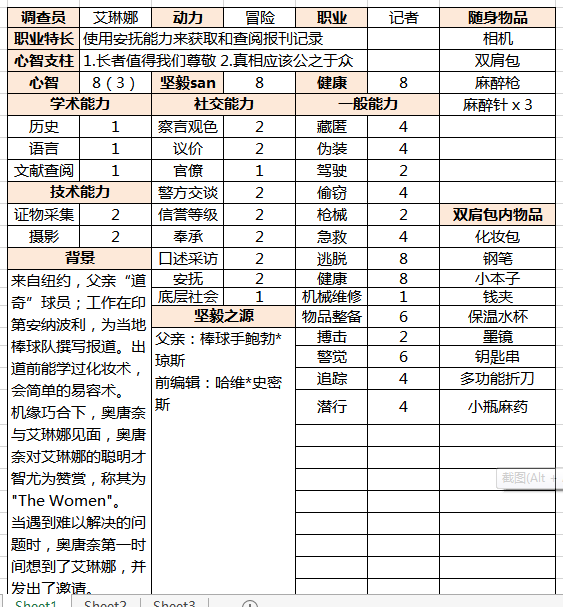 调查员 艾琳娜 动力 冒险 职业 记者 随身物品
职业特长 使用安抚能力来获取和查阅报刊记录 相机
心智支柱 1.长者值得我们尊敬 2.真相应该公之于众 双肩包
心智 8（3） 坚毅san 8 健康 8 麻醉枪
学术能力 社交能力 一般能力 麻醉针 x 3
历史 1 察言观色 2 藏匿 4
语言 1 议价 2 伪装 4
文献查阅 1 官僚 1 驾驶 2
技术能力 警方交谈 2 偷窃 4
证物采集 2 信誉等级 2 枪械 2 双肩包内物品
摄影 2 奉承 2 急救 4 化妆包
背景 口述采访 2 逃脱 8 钢笔
安抚 2 健康 8 小本子
底层社会 1 机械维修 1 钱夹
坚毅之源 物品整备 6 保温水杯
搏击 2 墨镜
警觉 6 钥匙串
追踪 4 多功能折刀
潜行 4 小瓶麻药
来自纽约，父亲“道
奇”球员；工作在印
第安纳波利，为当地
棒球队撰写报道。出
道前能学过化妆术，
会简单的易容术。
机缘巧合下，奥唐奈
与艾琳娜见面，奥唐
奈对艾琳娜的聪明才
智尤为赞赏，称其为
"The Women"。
当遇到难以解决的问
题时，奥唐奈第一时
间想到了艾琳娜，并
发出了邀请。
父亲：棒球手鲍勃*
琼斯
前编辑：哈维*史密
斯
截图(Alt +
Sheet1 Sheet2 Sheet3